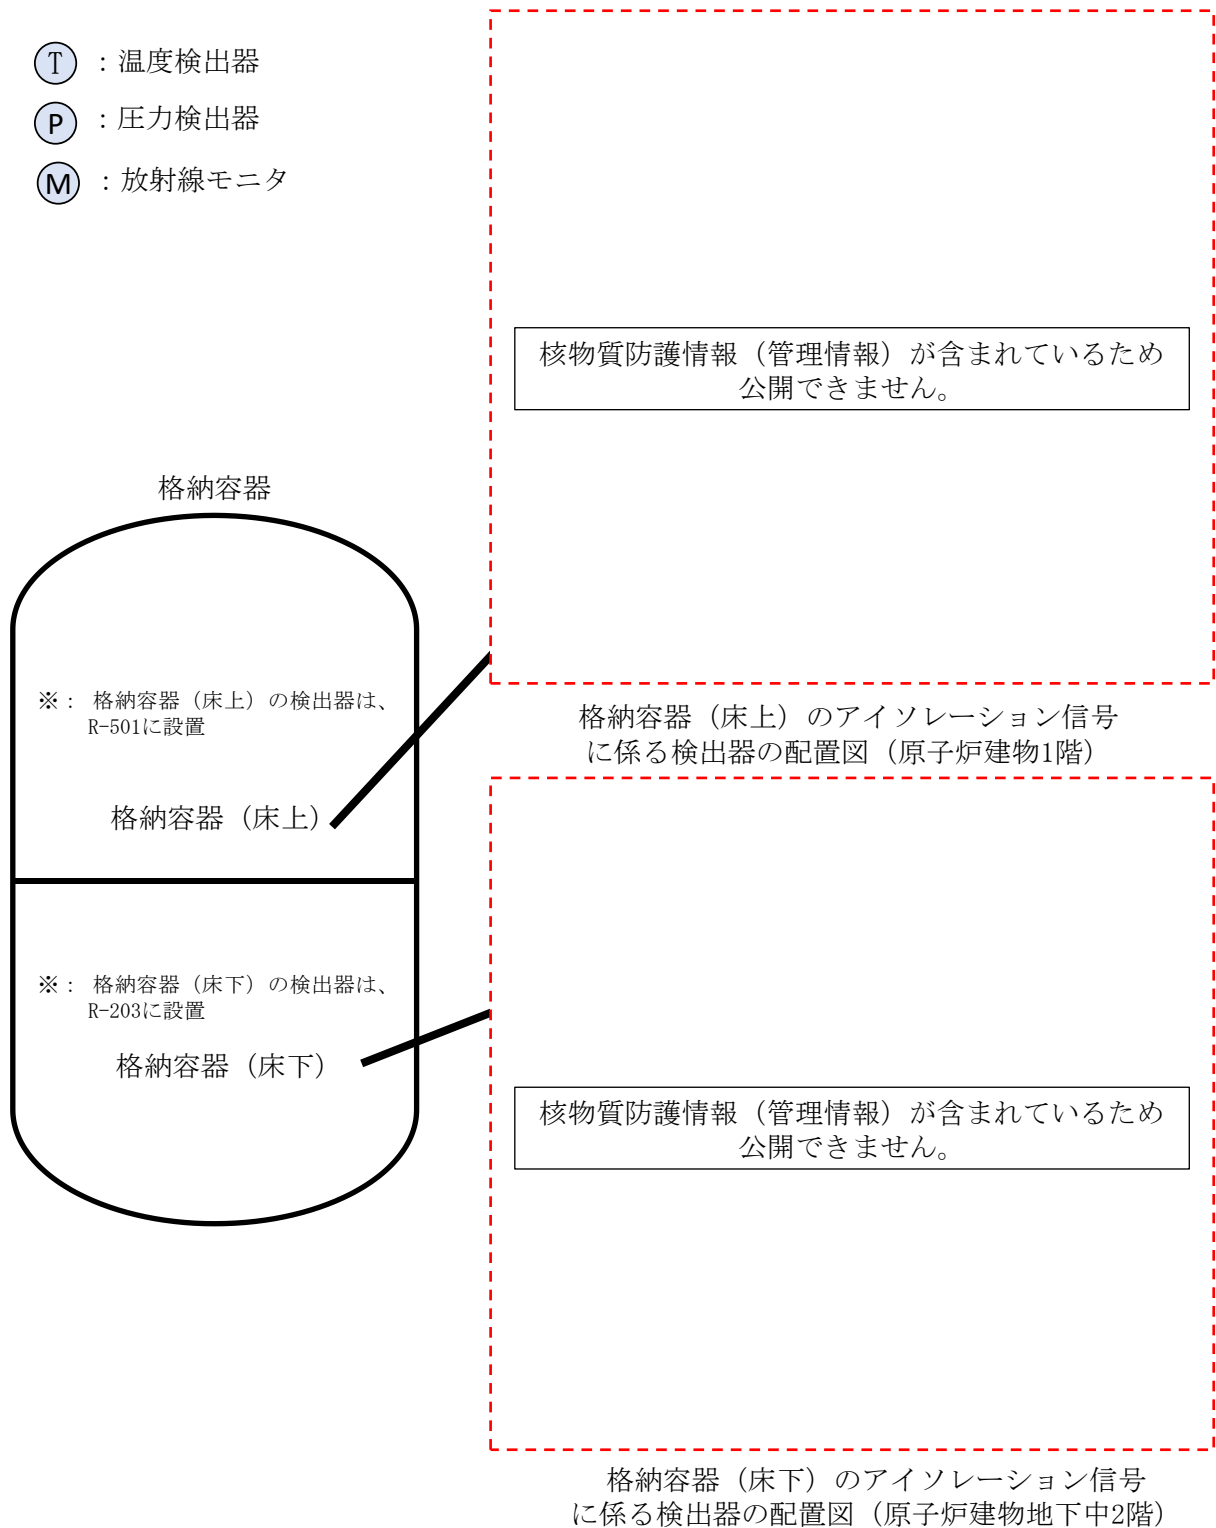 T ：温度検出器
P ：圧力検出器
M ：放射線モニタ
核物質防護情報（管理情報）が含まれているため
公開できません。
格納容器
※： 格納容器（床上）の検出器は、
R-501に設置
格納容器（床上）
格納容器（床上）のアイソレーション信号
に係る検出器の配置図（原子炉建物1階）
※： 格納容器（床下）の検出器は、
R-203に設置
格納容器（床下）
核物質防護情報（管理情報）が含まれているため
公開できません。
格納容器（床下）のアイソレーション信号
に係る検出器の配置図（原子炉建物地下中2階）